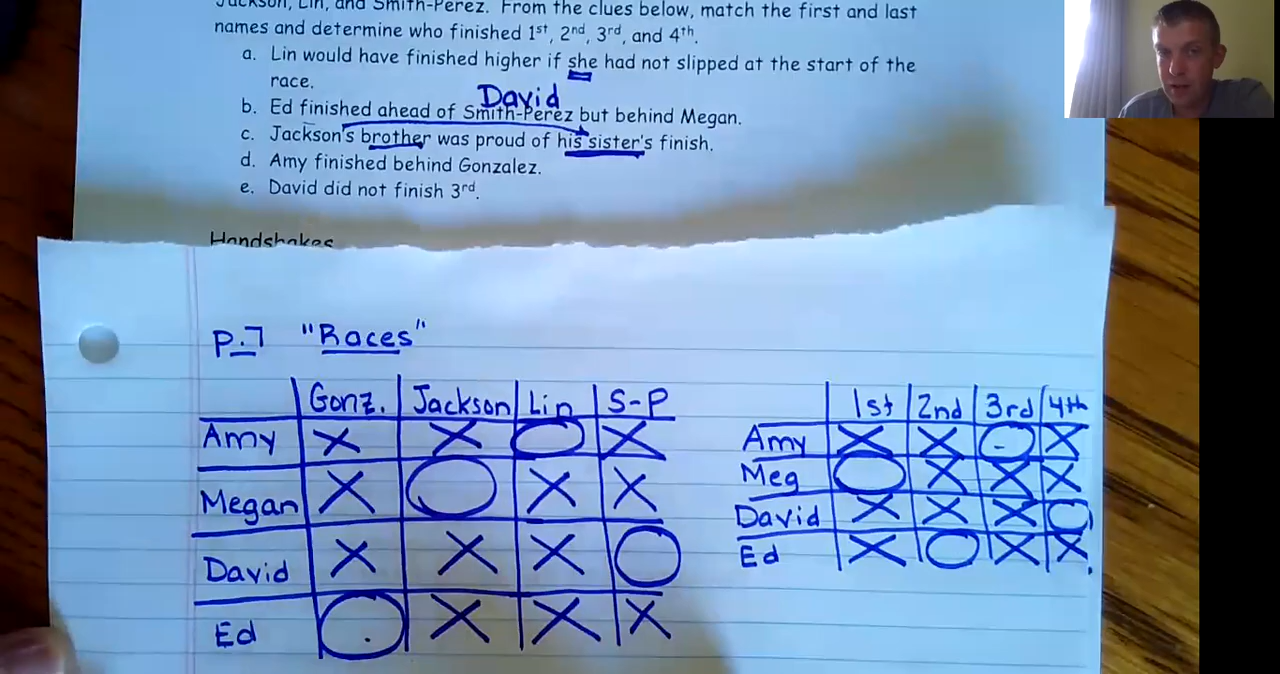 Jackson, Lin, and Smith-Perez. From the clues below, match the first and last
names and determine who finished 1st, 2nd, 3rd, and 4th.
a. Lin would have finished higher if she had not slipped at the start of the
race.
David
b. Ed finished ahead of Smith-Perez but behind Megan.
c. Jackson's brother was proud of his sister's finish.
d. Amy finished behind Gonzalez.
e. David did not finish 3rd.
Handshakes
P.7 "Races"
Gonz. Jackson Lin S-P
Amy X X O X
Megan X O X X
David X X X O
Ed O X X X
1st 2nd 3rd 4th
Amy X X O X
Meg O X X X
David X X X O
Ed X O X X